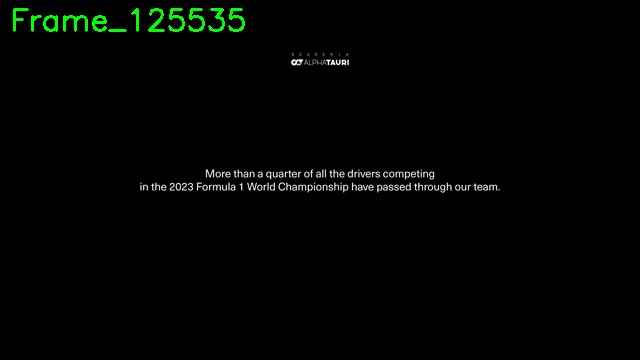 Frame_125535
SCUDERIA
ALPHATAURI
More than a quarter of all the drivers competing
in the 2023 Formula 1 World Championship have passed through our team.